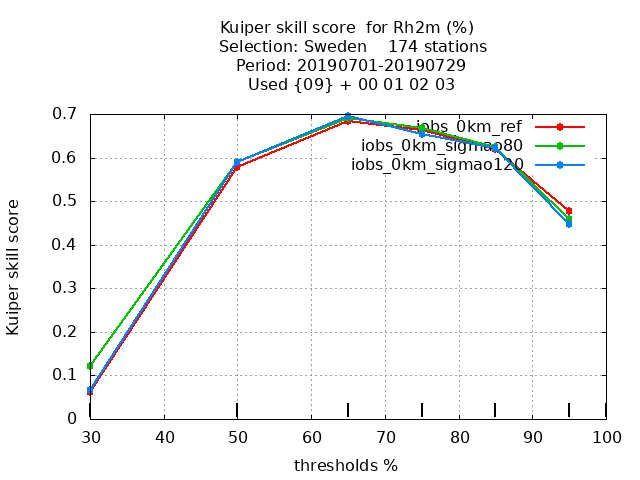 Kuiper skill score  for Rh2m (%)
Selection: Sweden    174 stations
Period: 20190701-20190729
Used {09} + 00 01 02 03
iobs_0km_ref
iobs_0km_sigmao80
iobs_0km_sigmao120
Kuiper skill score
0.7
0.6
0.5
0.4
0.3
0.2
0.1
0
30 40 50 60 70 80 90 100
thresholds %